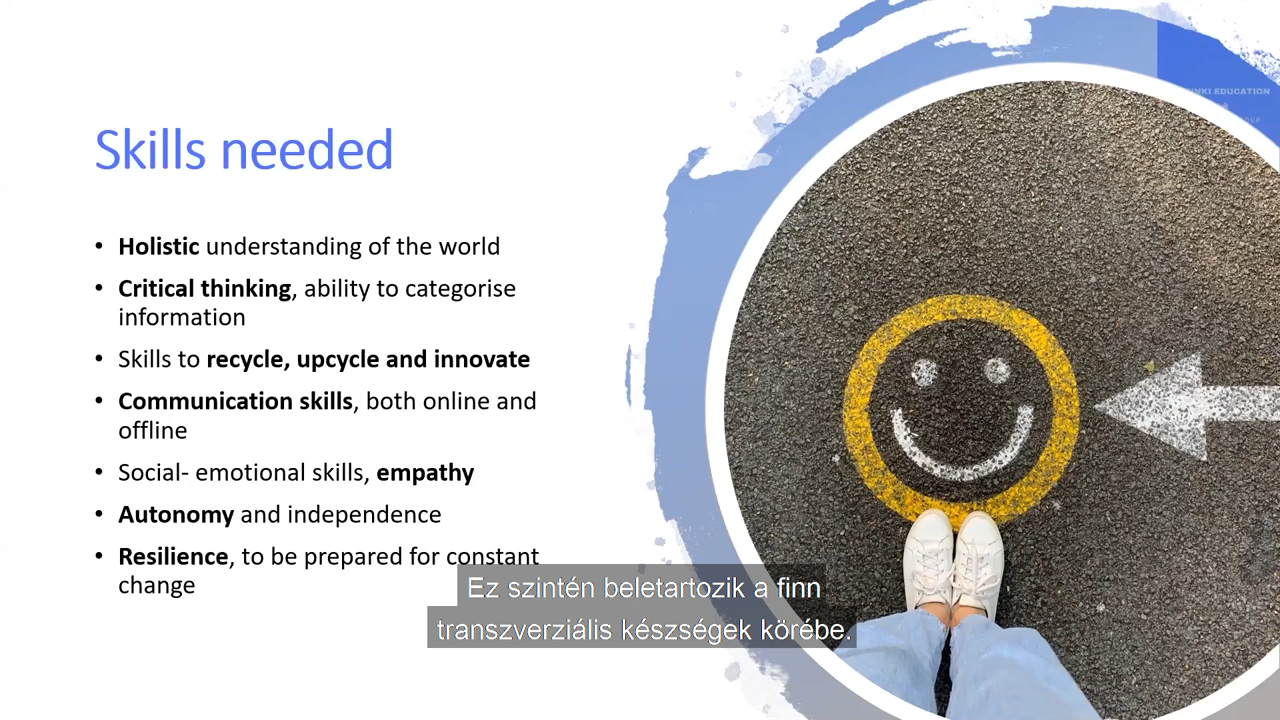 Skills needed
• Holistic understanding of the world
• Critical thinking, ability to categorise
information
• Skills to recycle, upcycle and innovate
• Communication skills, both online and
offline
• Social- emotional skills, empathy
• Autonomy and independence
• Resilience, to be prepared for constant
change
Ez szintén beletartozik a finn
transzverziális készségek körébe.
EDUCATION